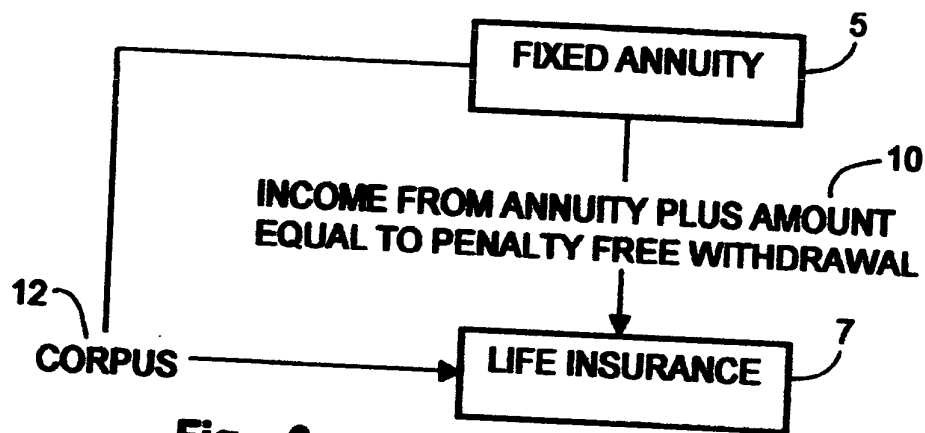 5
FIXED ANNUITY
10
INCOME FROM ANNUITY PLUS AMOUNT
EQUAL TO PENALTY FREE WITHDRAWAL
12
7
CORPUS
LIFE INSURANCE